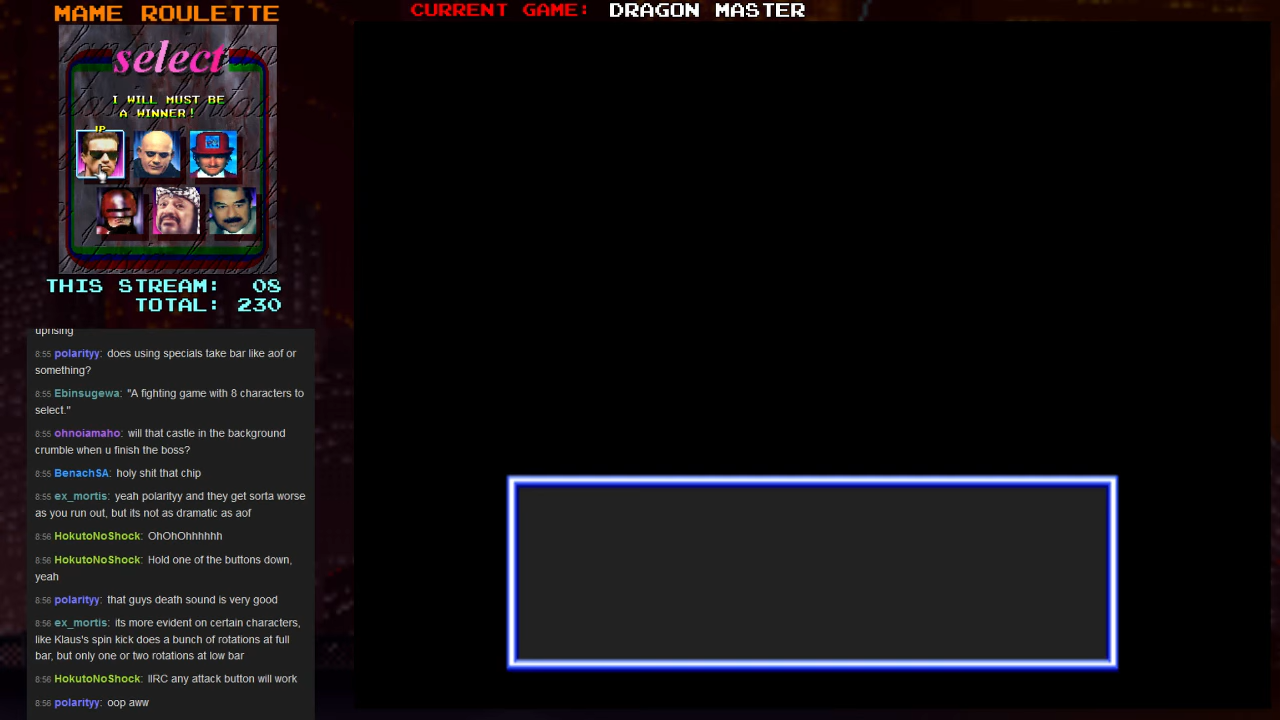 MAME ROULETTE
CURRENT GAME: DRAGON MASTER
select
I WILL MUST BE
A WINNER!
1P
THIS STREAM: 08
TOTAL: 230
uprising
8:55 polarityy: does using specials take bar like aof or
something?
8:55 Ebinsugewa: "A fighting game with 8 characters to
select."
8:55 ohnoiamaho: will that castle in the background
crumble when u finish the boss?
8:55 BenachSA: holy shit that chip
8:55 ex_mortis: yeah polarityy and they get sorta worse
as you run out, but its not as dramatic as aof
8:56 HokutoNoShock: OhOhOhhhhhh
8:56 HokutoNoShock: Hold one of the buttons down,
yeah
8:56 polarityy: that guys death sound is very good
8:56 ex_mortis: its more evident on certain characters,
like Klaus's spin kick does a bunch of rotations at full
bar, but only one or two rotations at low bar
8:56 HokutoNoShock: IIRC any attack button will work
8:56 polarityy: oop aww